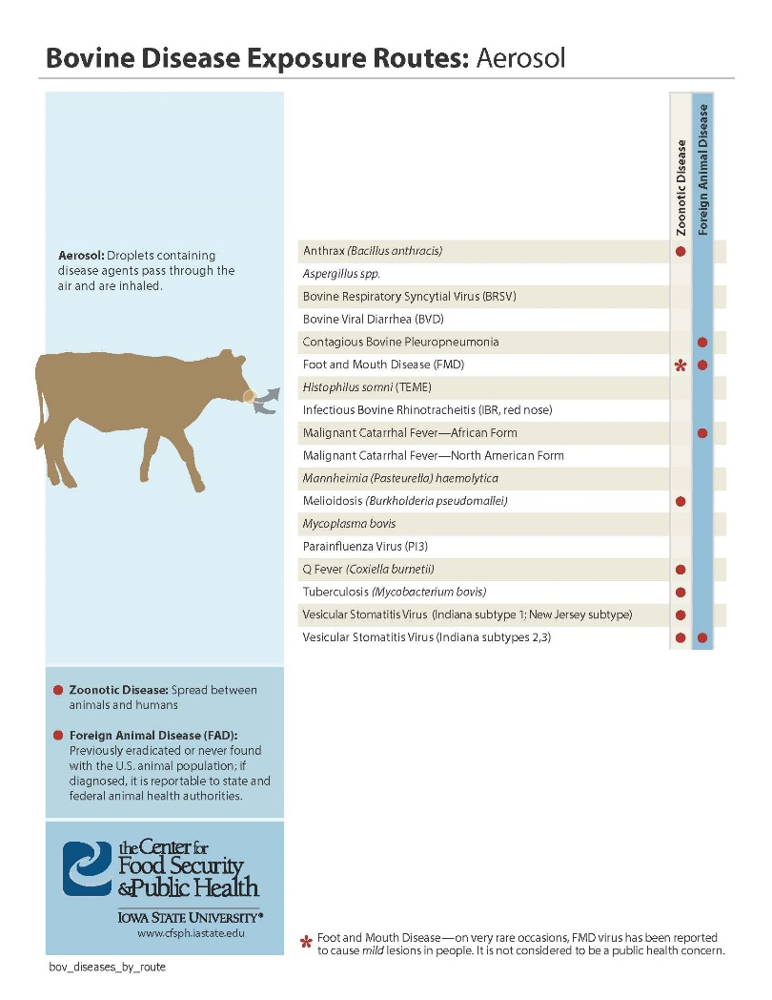 Bovine Disease Exposure Routes: Aerosol
Zoonotic Disease
Foreign Animal Disease
Aerosol: Droplets containing
disease agents pass through the
air and are inhaled.
Anthrax (Bacillus anthracis)
Aspergillus spp.
Bovine Respiratory Syncytial Virus (BRSV)
Bovine Viral Diarrhea (BVD)
Contagious Bovine Pleuropneumonia
Foot and Mouth Disease (FMD) *
Histophilus somni (TEME)
Infectious Bovine Rhinotracheitis (IBR, red nose)
Malignant Catarrhal Fever—African Form
Malignant Catarrhal Fever—North American Form
Mannheimia (Pasteurella) haemolytica
Melioidosis (Burkholderia pseudomallei)
Mycoplasma bovis
Parainfluenza Virus (PI3)
Q Fever (Coxiella burnetii)
Tuberculosis (Mycobacterium bovis)
Vesicular Stomatitis Virus (Indiana subtype 1; New Jersey subtype)
Vesicular Stomatitis Virus (Indiana subtypes 2,3)
Zoonotic Disease: Spread between
animals and humans
Foreign Animal Disease (FAD):
Previously eradicated or never found
with the U.S. animal population; if
diagnosed, it is reportable to state and
federal animal health authorities.
the Center for
Food Security
&Public Health
IOWA STATE UNIVERSITY®
www.cfsph.iastate.edu
* Foot and Mouth Disease—on very rare occasions, FMD virus has been reported
to cause mild lesions in people. It is not considered to be a public health concern.
bov_diseases_by_route